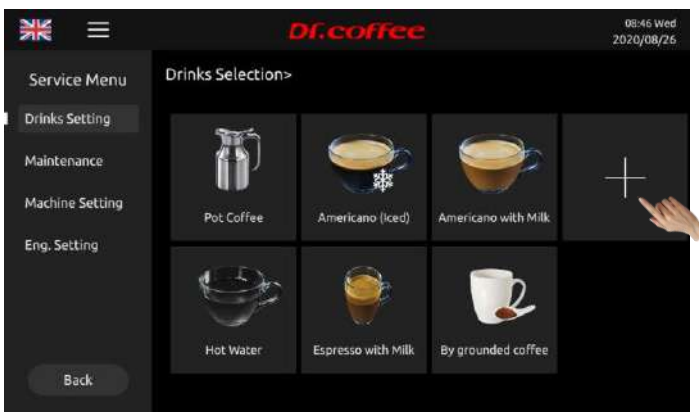 Dr.coffee
08:46 Wed
2020/08/26
Service Menu
Drinks Setting
Maintenance
Machine Setting
Eng. Setting
Back
Drinks Selection>
Pot Coffee
Americano (Iced)
Americano with Milk
Hot Water
Espresso with Milk
By grounded coffee